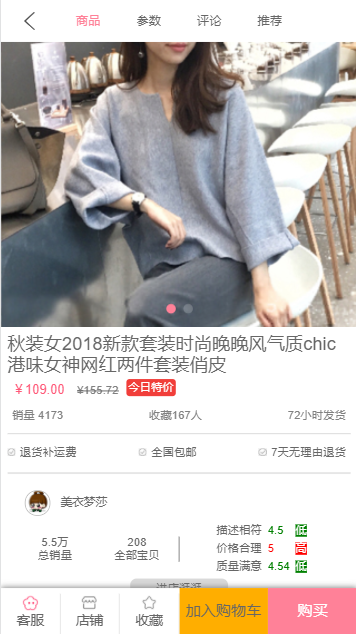 商品 参数 评论 推荐
秋装女2018新款套装时尚晚晚风气质chic
港味女神网红两件套装俏皮
￥109.00 ¥155.72 今日特价
销量 4173 收藏167人 72小时发货
退货补运费 全国包邮 7天无理由退货
美衣梦莎
5.5万 208
总销量 全部宝贝
描述相符 4.5 低
价格合理 5 高
质量满意 4.54 低
进店逛逛
客服 店铺 收藏 加入购物车 购买